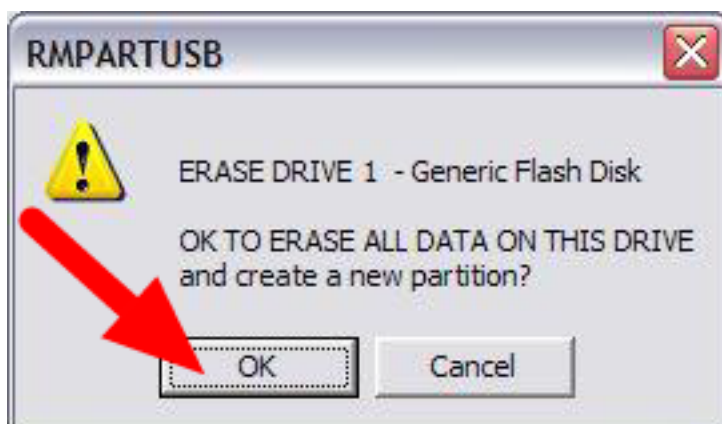 RMPARTUSB
ERASE DRIVE 1 - Generic Flash Disk
OK TO ERASE ALL DATA ON THIS DRIVE
and create a new partition?
OK
Cancel